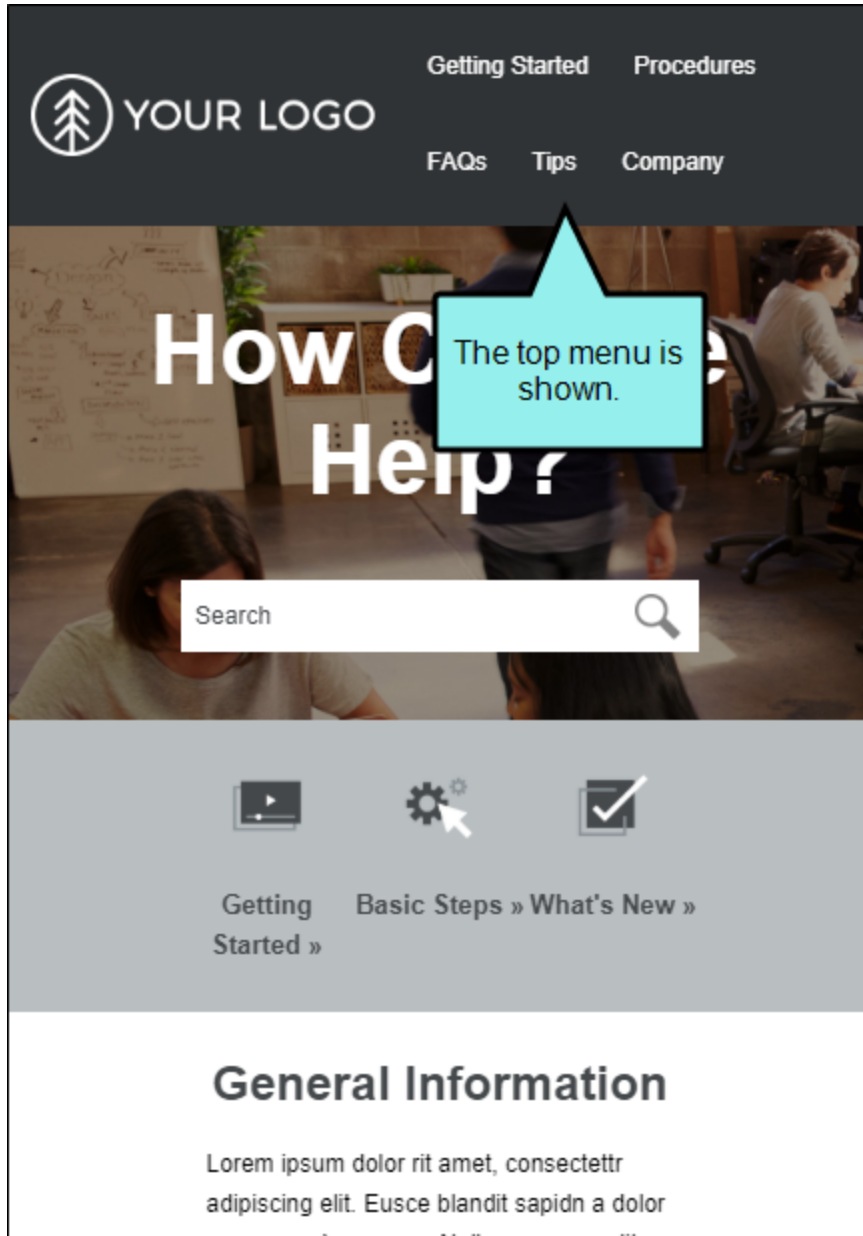 Getting Started Procedures
YOUR LOGO
FAQs Tips Company
How C e
Help?
The top menu is
shown.
Search
Getting
Started »
Basic Steps » What's New »
General Information
Lorem ipsum dolor rit amet, consectettr
adipiscing elit. Eusce blandit sapidn a dolor